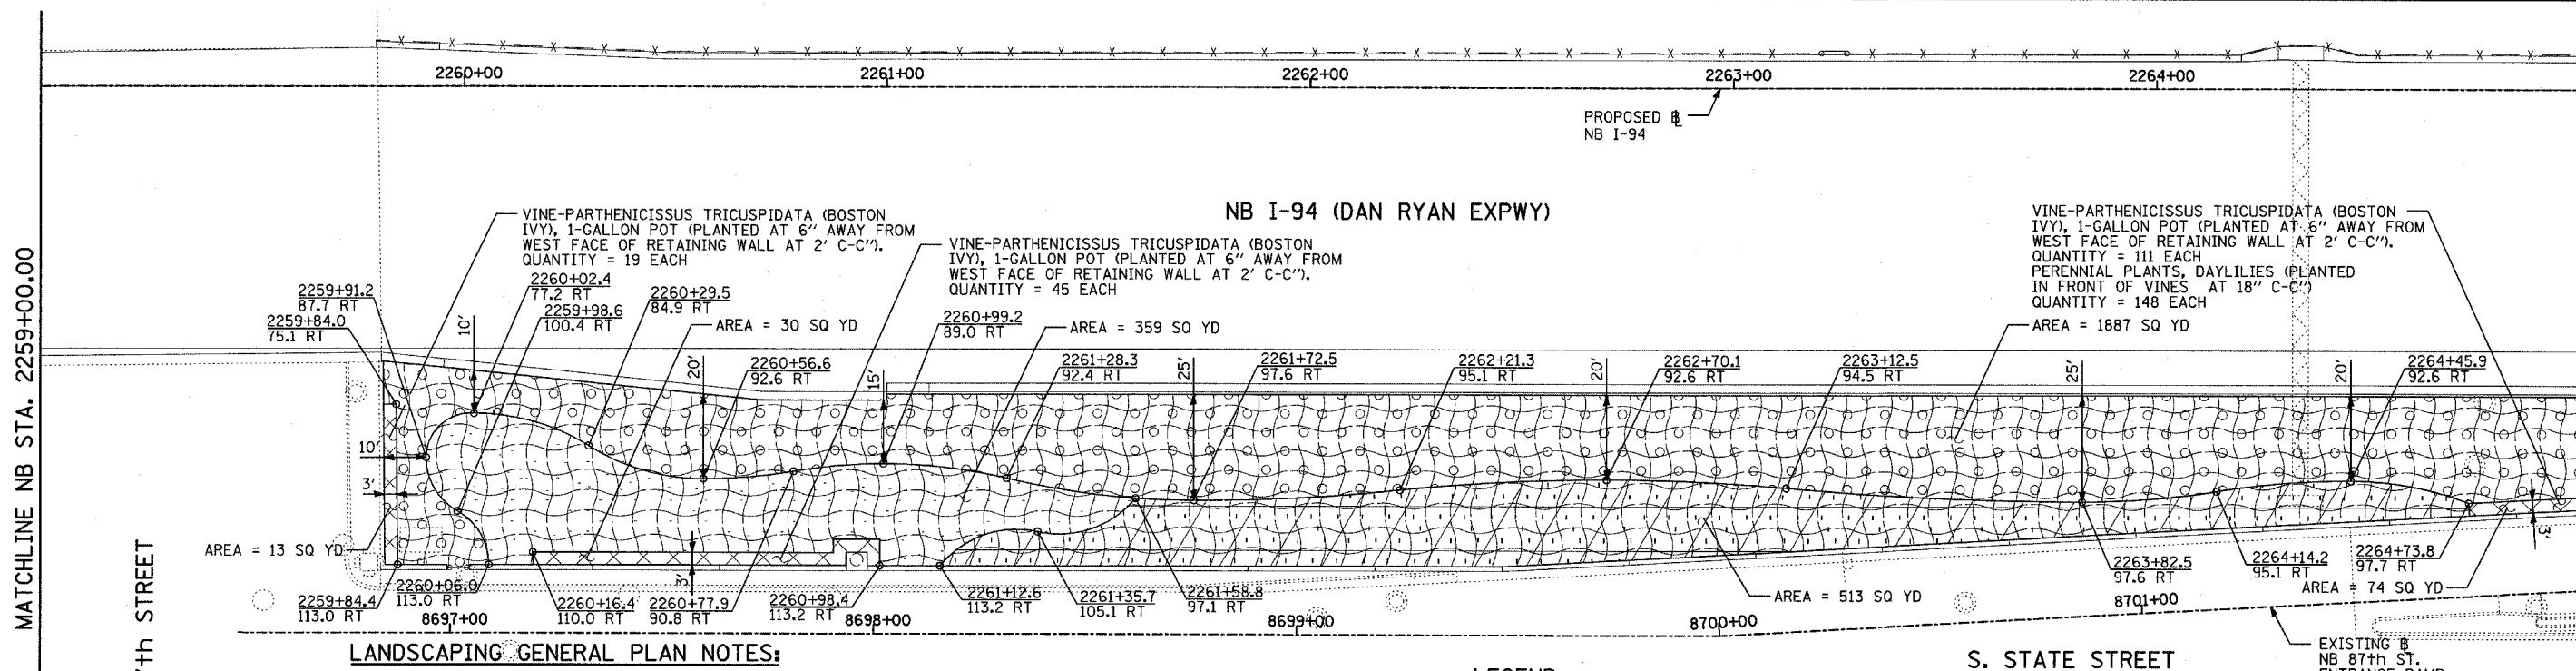 2260+00
2261+00
2262+00
2263+00
2264+00
PROPOSED
NB I-94
NB I-94 (DAN RYAN EXPWY)
MATCHLINE NB STA. 2259+00.00
VINE-PARTHENICISSUS TRICUSPIDATA (BOSTON
IVY), 1-GALLON POT (PLANTED AT 6" AWAY FROM
WEST FACE OF RETAINING WALL AT 2' C-C").
QUANTITY = 19 EACH
VINE-PARTHENICISSUS TRICUSPIDATA (BOSTON
IVY), 1-GALLON POT (PLANTED AT 6" AWAY FROM
WEST FACE OF RETAINING WALL AT 2' C-C").
QUANTITY = 45 EACH
VINE-PARTHENICISSUS TRICUSPIDATA (BOSTON
IVY), 1-GALLON POT (PLANTED AT 6" AWAY FROM
WEST FACE OF RETAINING WALL AT 2' C-C").
QUANTITY = 111 EACH
PERENNIAL PLANTS, DAYLILIES (PLANTED
IN FRONT OF VINES AT 18" C-C")
QUANTITY = 148 EACH
AREA = 1887 SQ YD
2259+91.2
87.7 RT
2259+84.0
75.1 RT
2260+02.4
77.2 RT
2259+98.6
100.4 RT
2260+29.5
84.9 RT
AREA = 30 SQ YD
2260+56.6
92.6 RT
2260+99.2
89.0 RT
AREA = 359 SQ YD
2261+28.3
92.4 RT
2261+72.5
97.6 RT
2262+21.3
95.1 RT
2262+70.1
92.6 RT
2263+12.5
94.5 RT
2264+45.9
92.6 RT
10'
20'
15'
25'
20'
25'
20'
10'
3'
3'
3'
AREA = 13 SQ YD
2259+84.4
113.0 RT
2260+06.0
113.0 RT
2260+16.4
110.0 RT
2260+77.9
90.8 RT
2260+98.4
113.2 RT
2261+12.6
113.2 RT
2261+35.7
105.1 RT
2261+58.8
97.1 RT
AREA = 513 SQ YD
2263+82.5
97.6 RT
2264+14.2
95.1 RT
2264+73.8
97.7 RT
AREA = 74 SQ YD
8697+00
8698+00
8699+00
8700+00
8701+00
7th STREET
LANDSCAPING GENERAL PLAN NOTES:
LEGEND
S. STATE STREET
EXISTING
NB 87th ST.
ENTRANCE RAMP